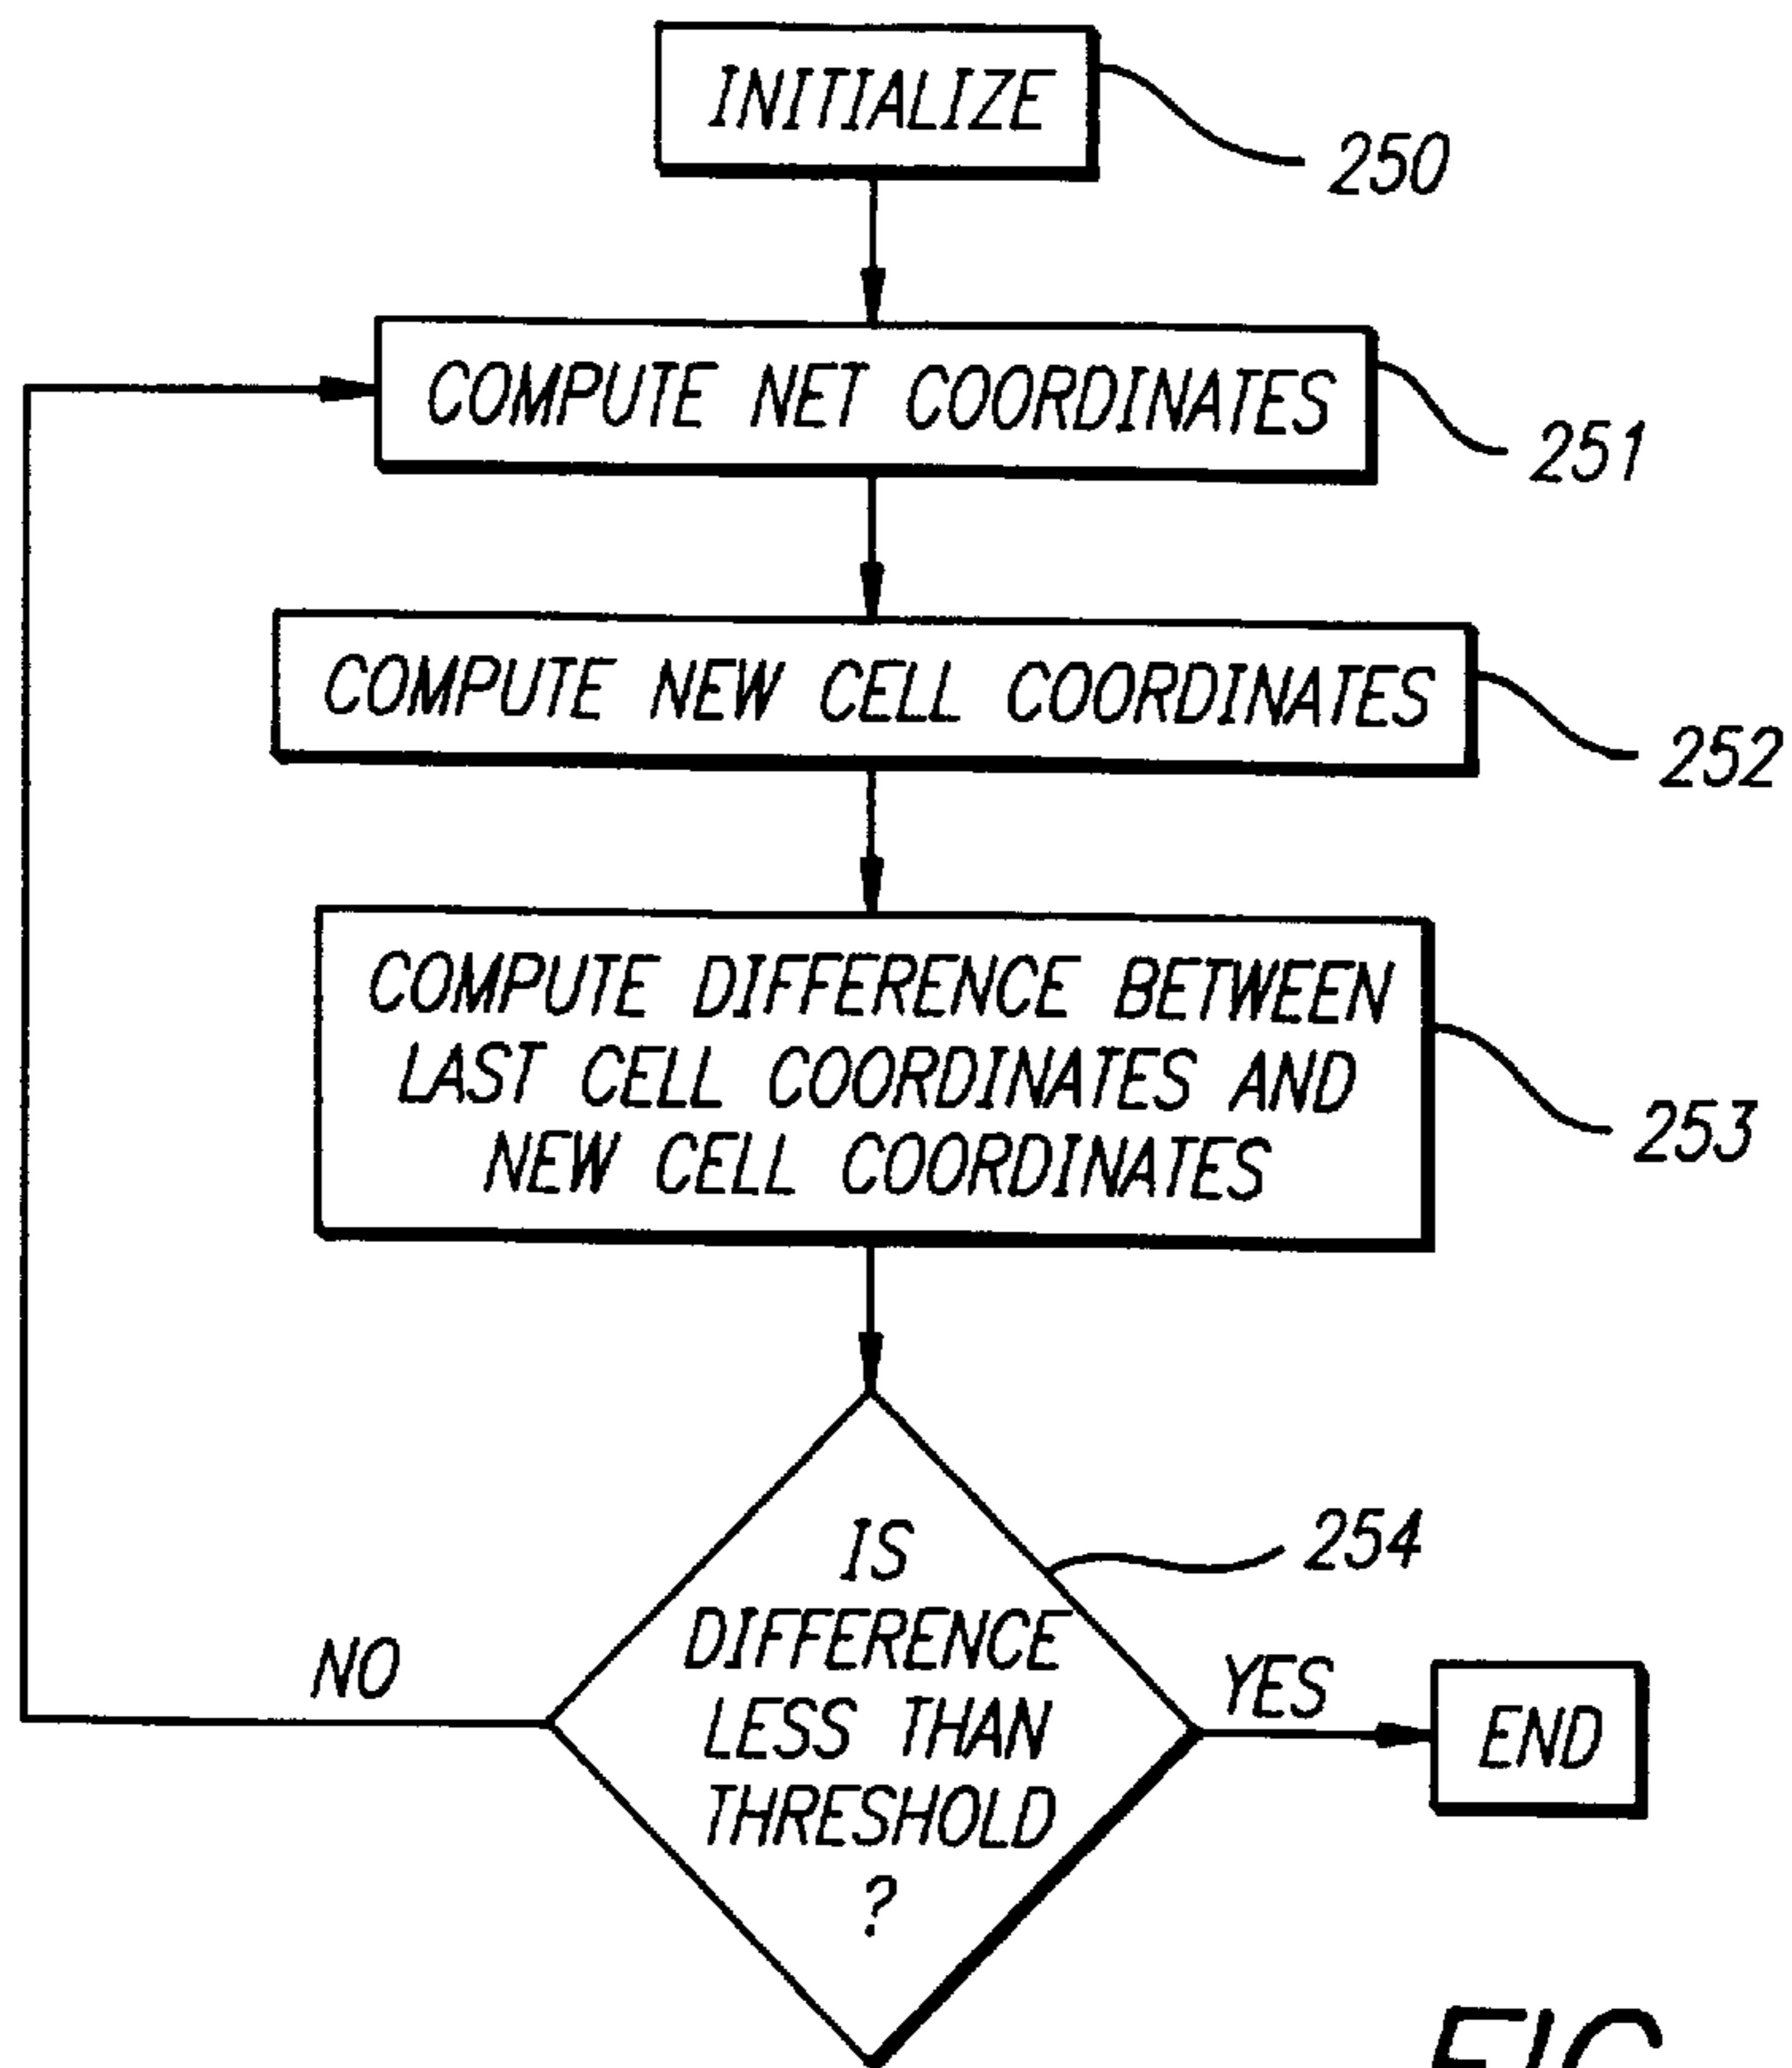 INITIALIZE
250
COMPUTE NET COORDINATES
251
COMPUTE NEW CELL COORDINATES
252
COMPUTE DIFFERENCE BETWEEN
LAST CELL COORDINATES AND
NEW CELL COORDINATES
253
IS
DIFFERENCE
LESS THAN
THRESHOLD
?
254
NO
YES
END